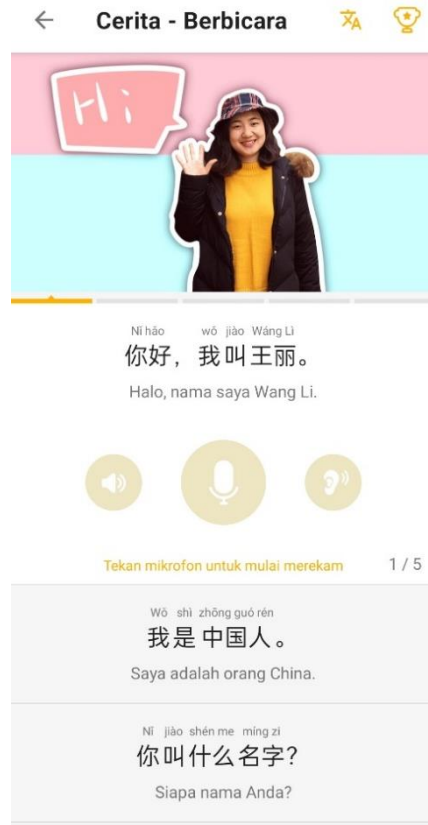 Cerita - Berbicara
Hi
Nǐ hǎo wǒ jiào Wáng Lì
你好，我叫王丽。
Halo, nama saya Wang Li.
Tekan mikrofon untuk mulai merekam 1 / 5
Wǒ shì zhōng guó rén
我是中国人。
Saya adalah orang China.
Nǐ jiào shén me míng zi
你叫什么名字?
Siapa nama Anda?